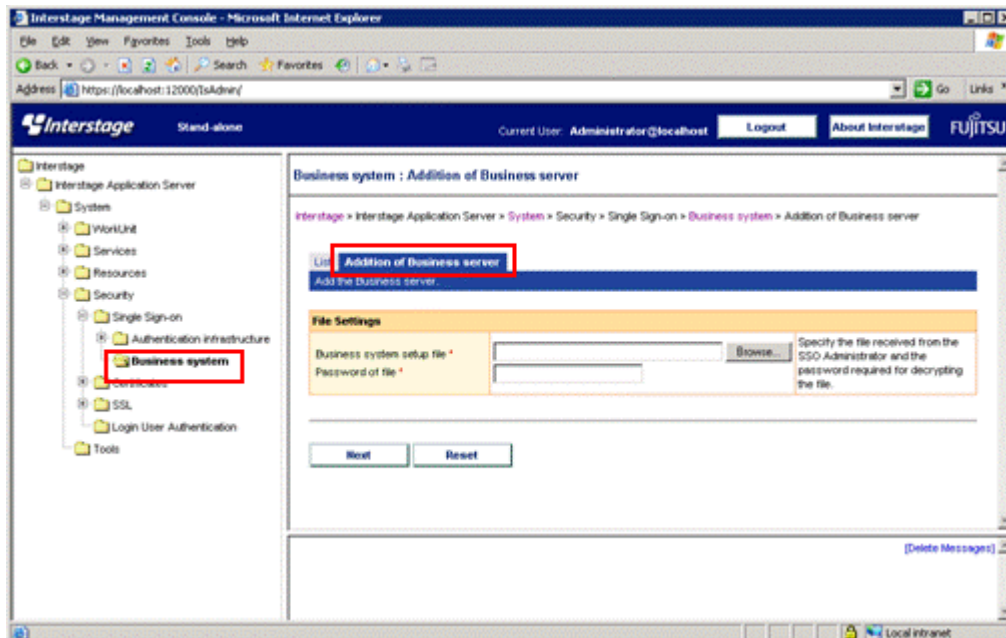 Interstage Management Console - Microsoft Internet Explorer
File Edit View Favorites Tools Help
Back Search Favorites
Address https://localhost:12000/IsAdmin/ Go Links »
Interstage Stand-alone Current User: Administrator@localhost Logout About Interstage FUJITSU
Interstage
Interstage Application Server
System
WorkUnit
Services
Resources
Security
Single Sign-on
Authentication infrastructure
Business system
Certificates
SSL
Login User Authentication
Tools
Business system : Addition of Business server
Interstage > Interstage Application Server > System > Security > Single Sign-on > Business system > Addition of Business server
List Addition of Business server
Add the Business server.
File Settings
Business system setup file *
Browse...
Password of file *
Specify the file received from the
SSO Administrator and the
password required for decrypting
the file.
Next Reset
[Delete Messages]
Local intranet